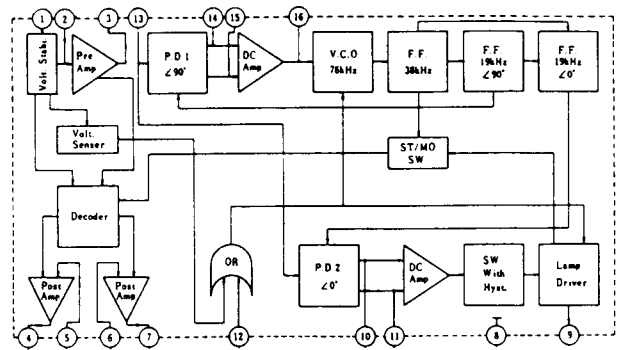 1 2 3 13 14 15 16
Volt. Stabi.
Pre
Amp
P.D.1
∠90°
DC
Amp
V.C.O
76kHz
F.F.
38kHz
F.F
19kHz
∠90°
F.F.
19kHz
∠0°
Volt.
Senser
ST/MO
SW
Decoder
OR
P.D.2
∠0°
DC
Amp
SW
With
Hyst.
Lamp
Driver
Post
Amp
Post
Amp
4 5 6 7 12 10 11 8 9